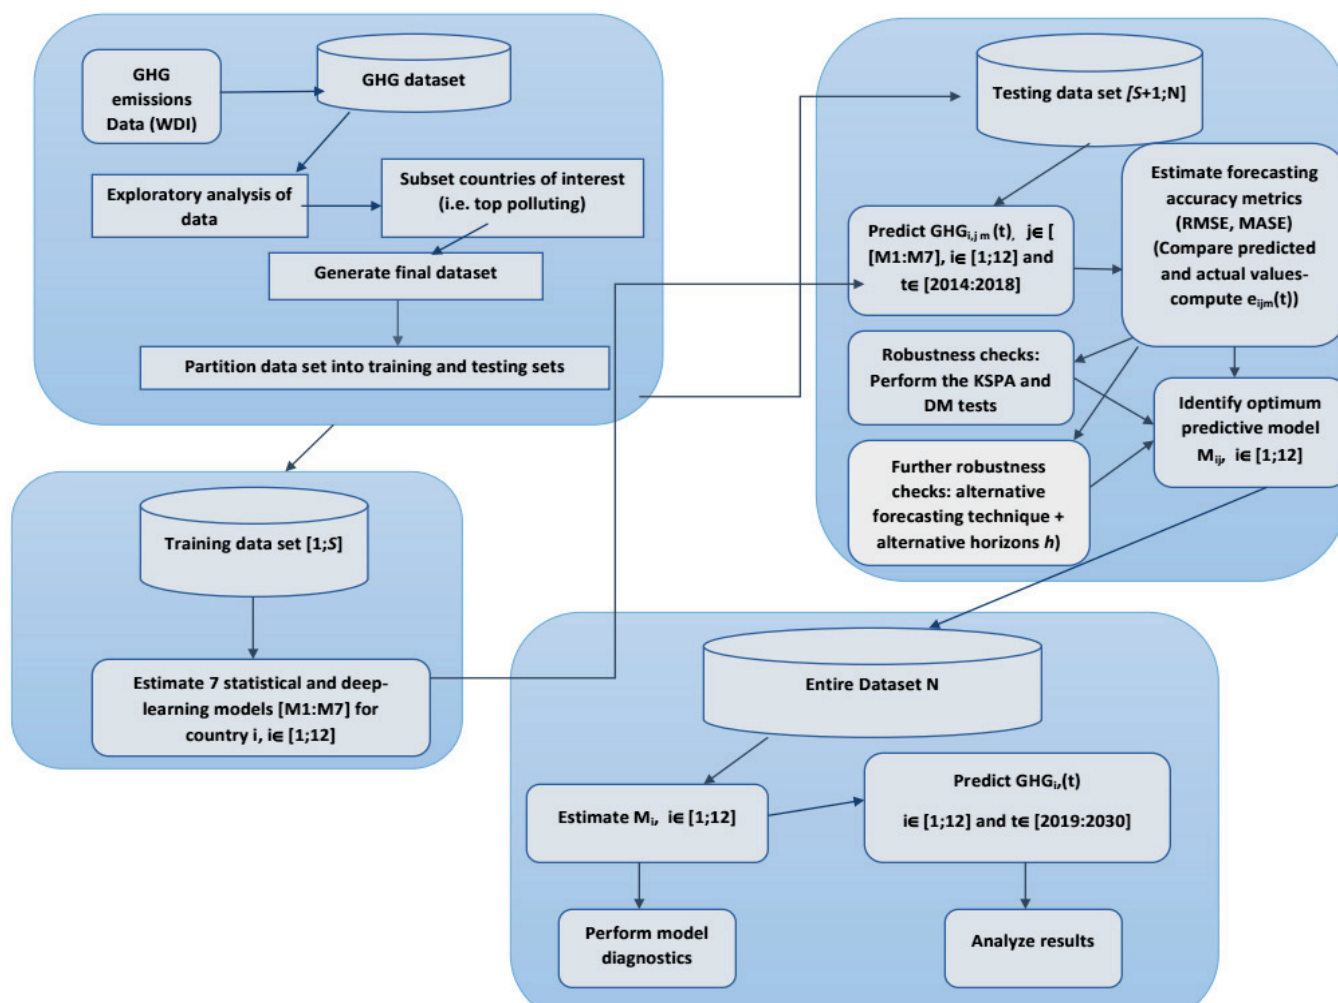 GHG
emissions
Data (WDI)
GHG dataset
Exploratory analysis of
data
Subset countries of interest
(i.e. top polluting)
Generate final dataset
Partition data set into training and testing sets
Training data set [1;S]
Estimate 7 statistical and deep-
learning models [M1:M7] for
country i, i∈ [1;12]
Testing data set [S+1;N]
Predict GHGi,j m (t), j∈ [
[M1:M7], i∈ [1;12] and
t∈ [2014:2018]
Estimate forecasting
accuracy metrics
(RMSE, MASE)
(Compare predicted
and actual values-
compute eijm(t))
Robustness checks:
Perform the KSPA and
DM tests
Identify optimum
predictive model
Mij, i∈ [1;12]
Further robustness
checks: alternative
forecasting technique +
alternative horizons h)
Entire Dataset N
Estimate Mi, i∈ [1;12]
Predict GHGi,(t)
i∈ [1;12] and t∈ [2019:2030]
Perform model
diagnostics
Analyze results